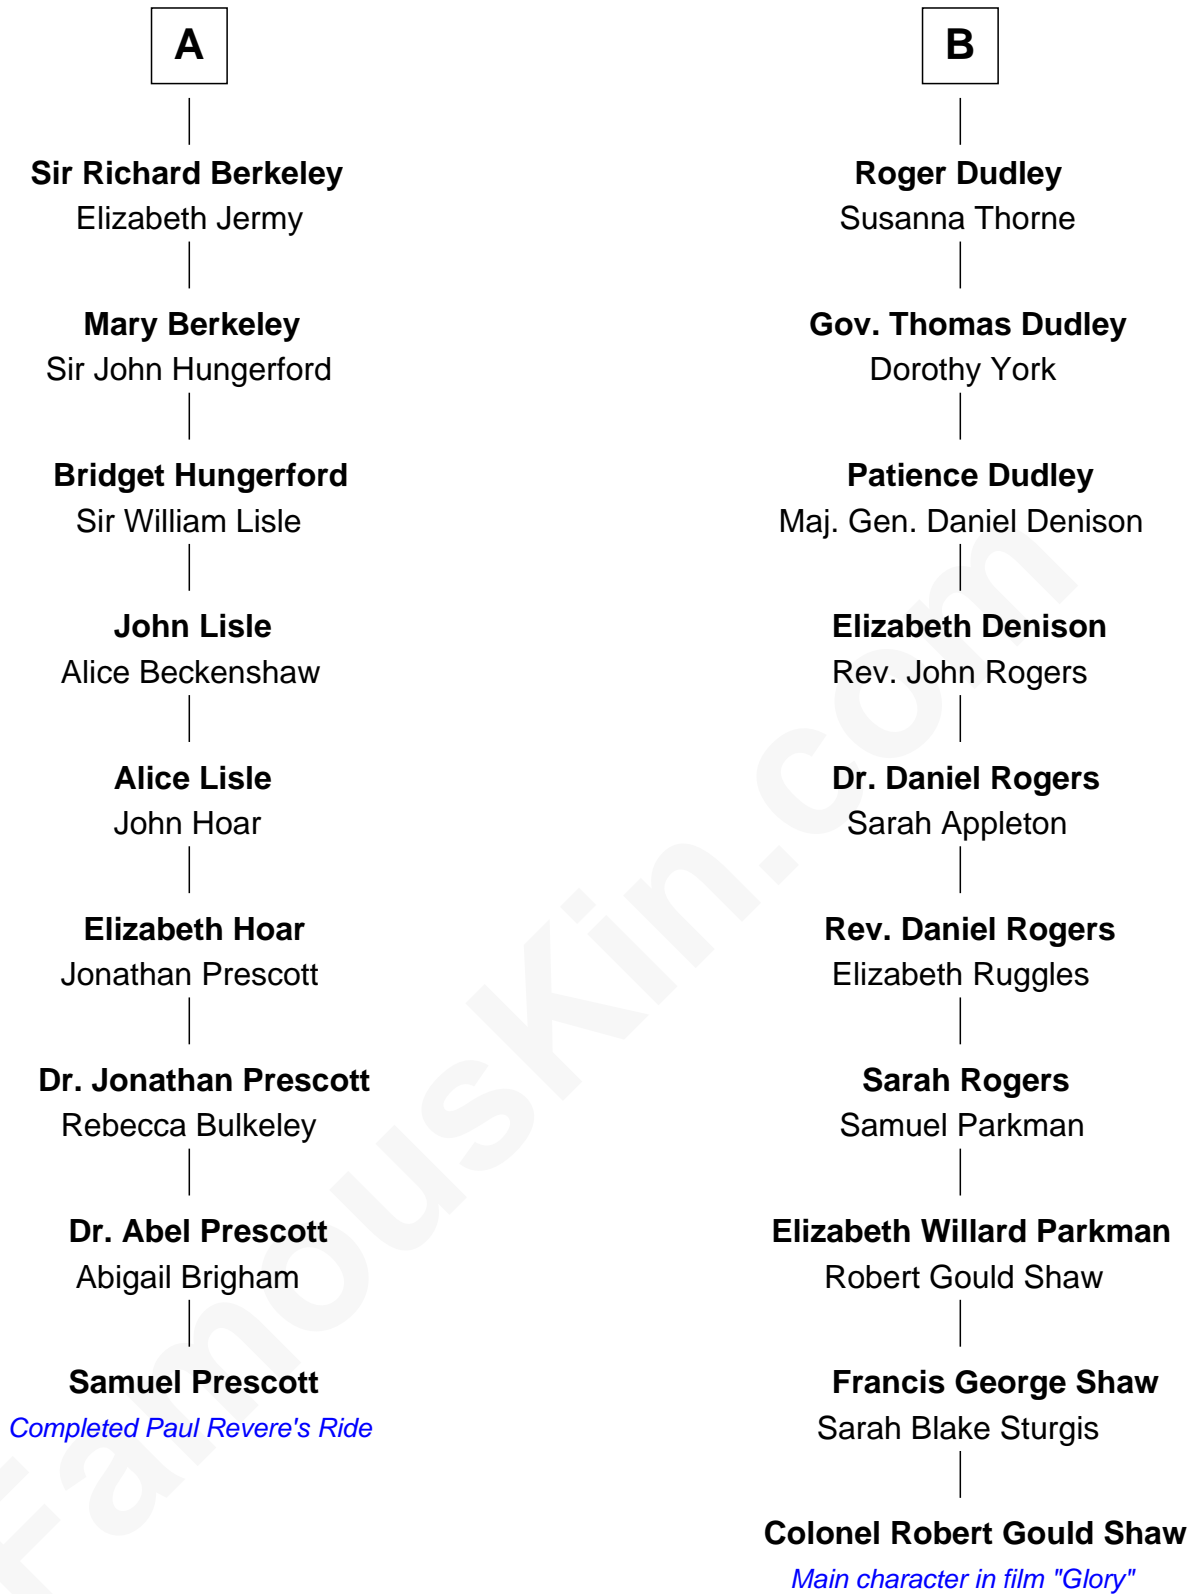 A
Sir Richard Berkeley
Elizabeth Jermy
Mary Berkeley
Sir John Hungerford
Bridget Hungerford
Sir William Lisle
John Lisle
Alice Beckenshaw
Alice Lisle
John Hoar
Elizabeth Hoar
Jonathan Prescott
Dr. Jonathan Prescott
Rebecca Bulkeley
Dr. Abel Prescott
Abigail Brigham
Samuel Prescott
Completed Paul Revere's Ride
B
Roger Dudley
Susanna Thorne
Gov. Thomas Dudley
Dorothy York
Patience Dudley
Maj. Gen. Daniel Denison
Elizabeth Denison
Rev. John Rogers
Dr. Daniel Rogers
Sarah Appleton
Rev. Daniel Rogers
Elizabeth Ruggles
Sarah Rogers
Samuel Parkman
Elizabeth Willard Parkman
Robert Gould Shaw
Francis George Shaw
Sarah Blake Sturgis
Colonel Robert Gould Shaw
Main character in film "Glory"
FamousKin.com